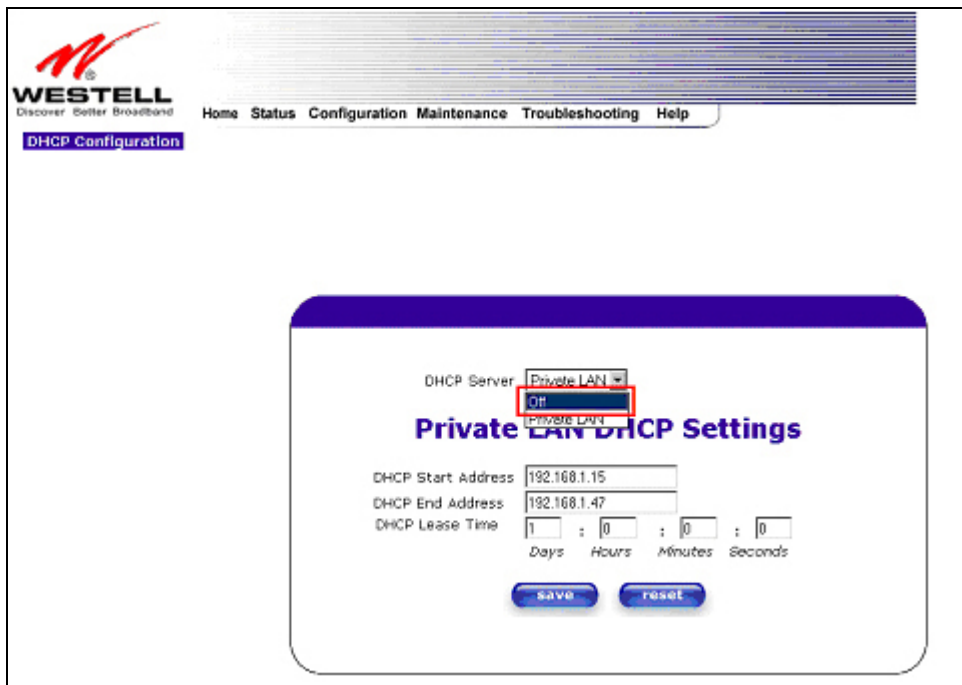 ®
WESTELL
Discover Better Broadband
Home Status Configuration Maintenance Troubleshooting Help
DHCP Configuration
DHCP Server Private LAN
Off
Private LAN
Private LAN DHCP Settings
DHCP Start Address 192.168.1.15
DHCP End Address 192.168.1.47
DHCP Lease Time 1 : 0 : 0 : 0
Days Hours Minutes Seconds
save reset